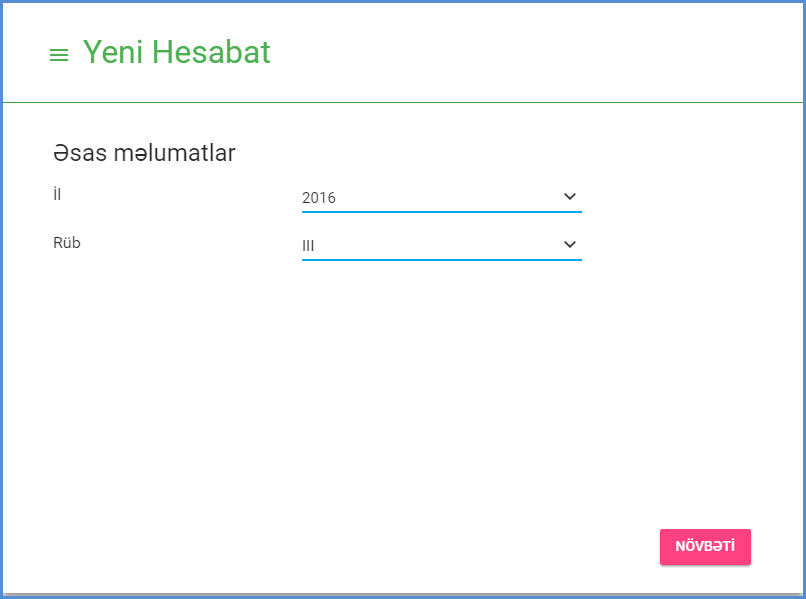 Yeni Hesabat
Əsas məlumatlar
İl 2016
Rüb III
NÖVBƏTİ